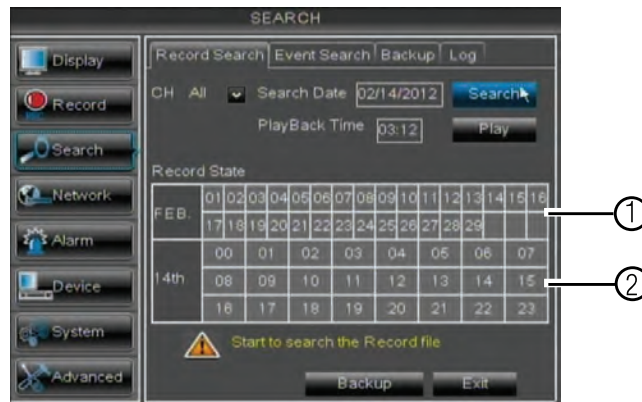 SEARCH
Display
Record
REC
Search
Network
Alarm
Device
System
Advanced
Record Search Event Search Backup Log
CH All Search Date 02/14/2012 Search
PlayBack Time 03:12 Play
Record State
FEB. 01 02 03 04 05 06 07 08 09 10 11 12 13 14 15 16
17 18 19 20 21 22 23 24 25 26 27 28 29
14th 00 01 02 03 04 05 06 07
08 09 10 11 12 13 14 15
16 17 18 19 20 21 22 23
Start to search the Record file
Backup Exit
1
2